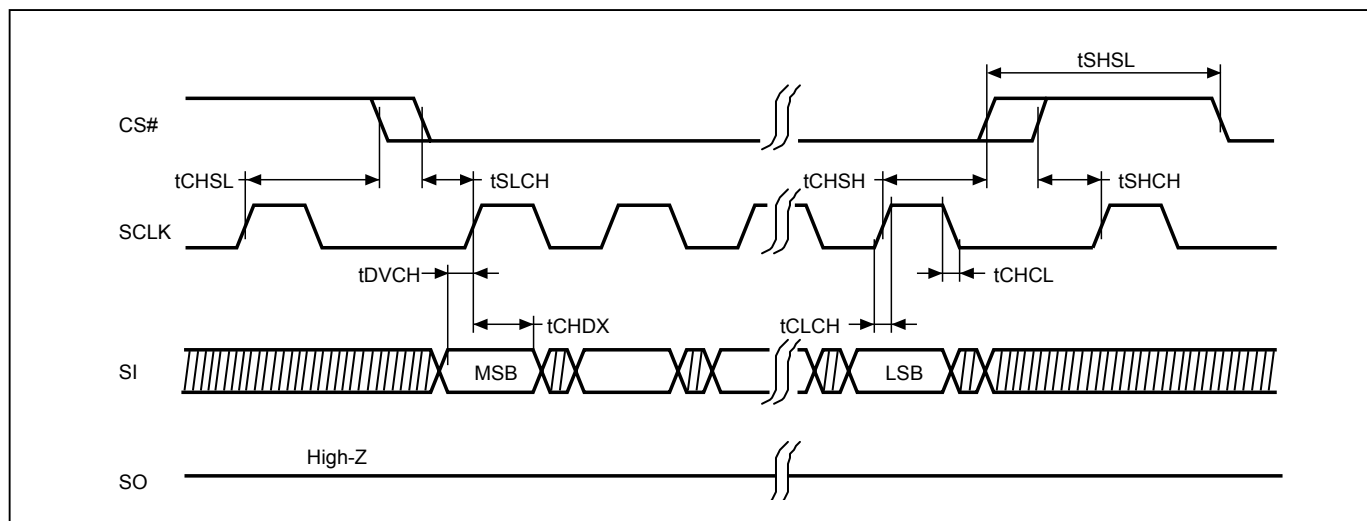 tSHSL
CS#
tCHSL
tSLCH
tCHSH
tSHCH
SCLK
tDVCH
tCHCL
tCHDX
tCLCH
SI
MSB
LSB
High-Z
SO